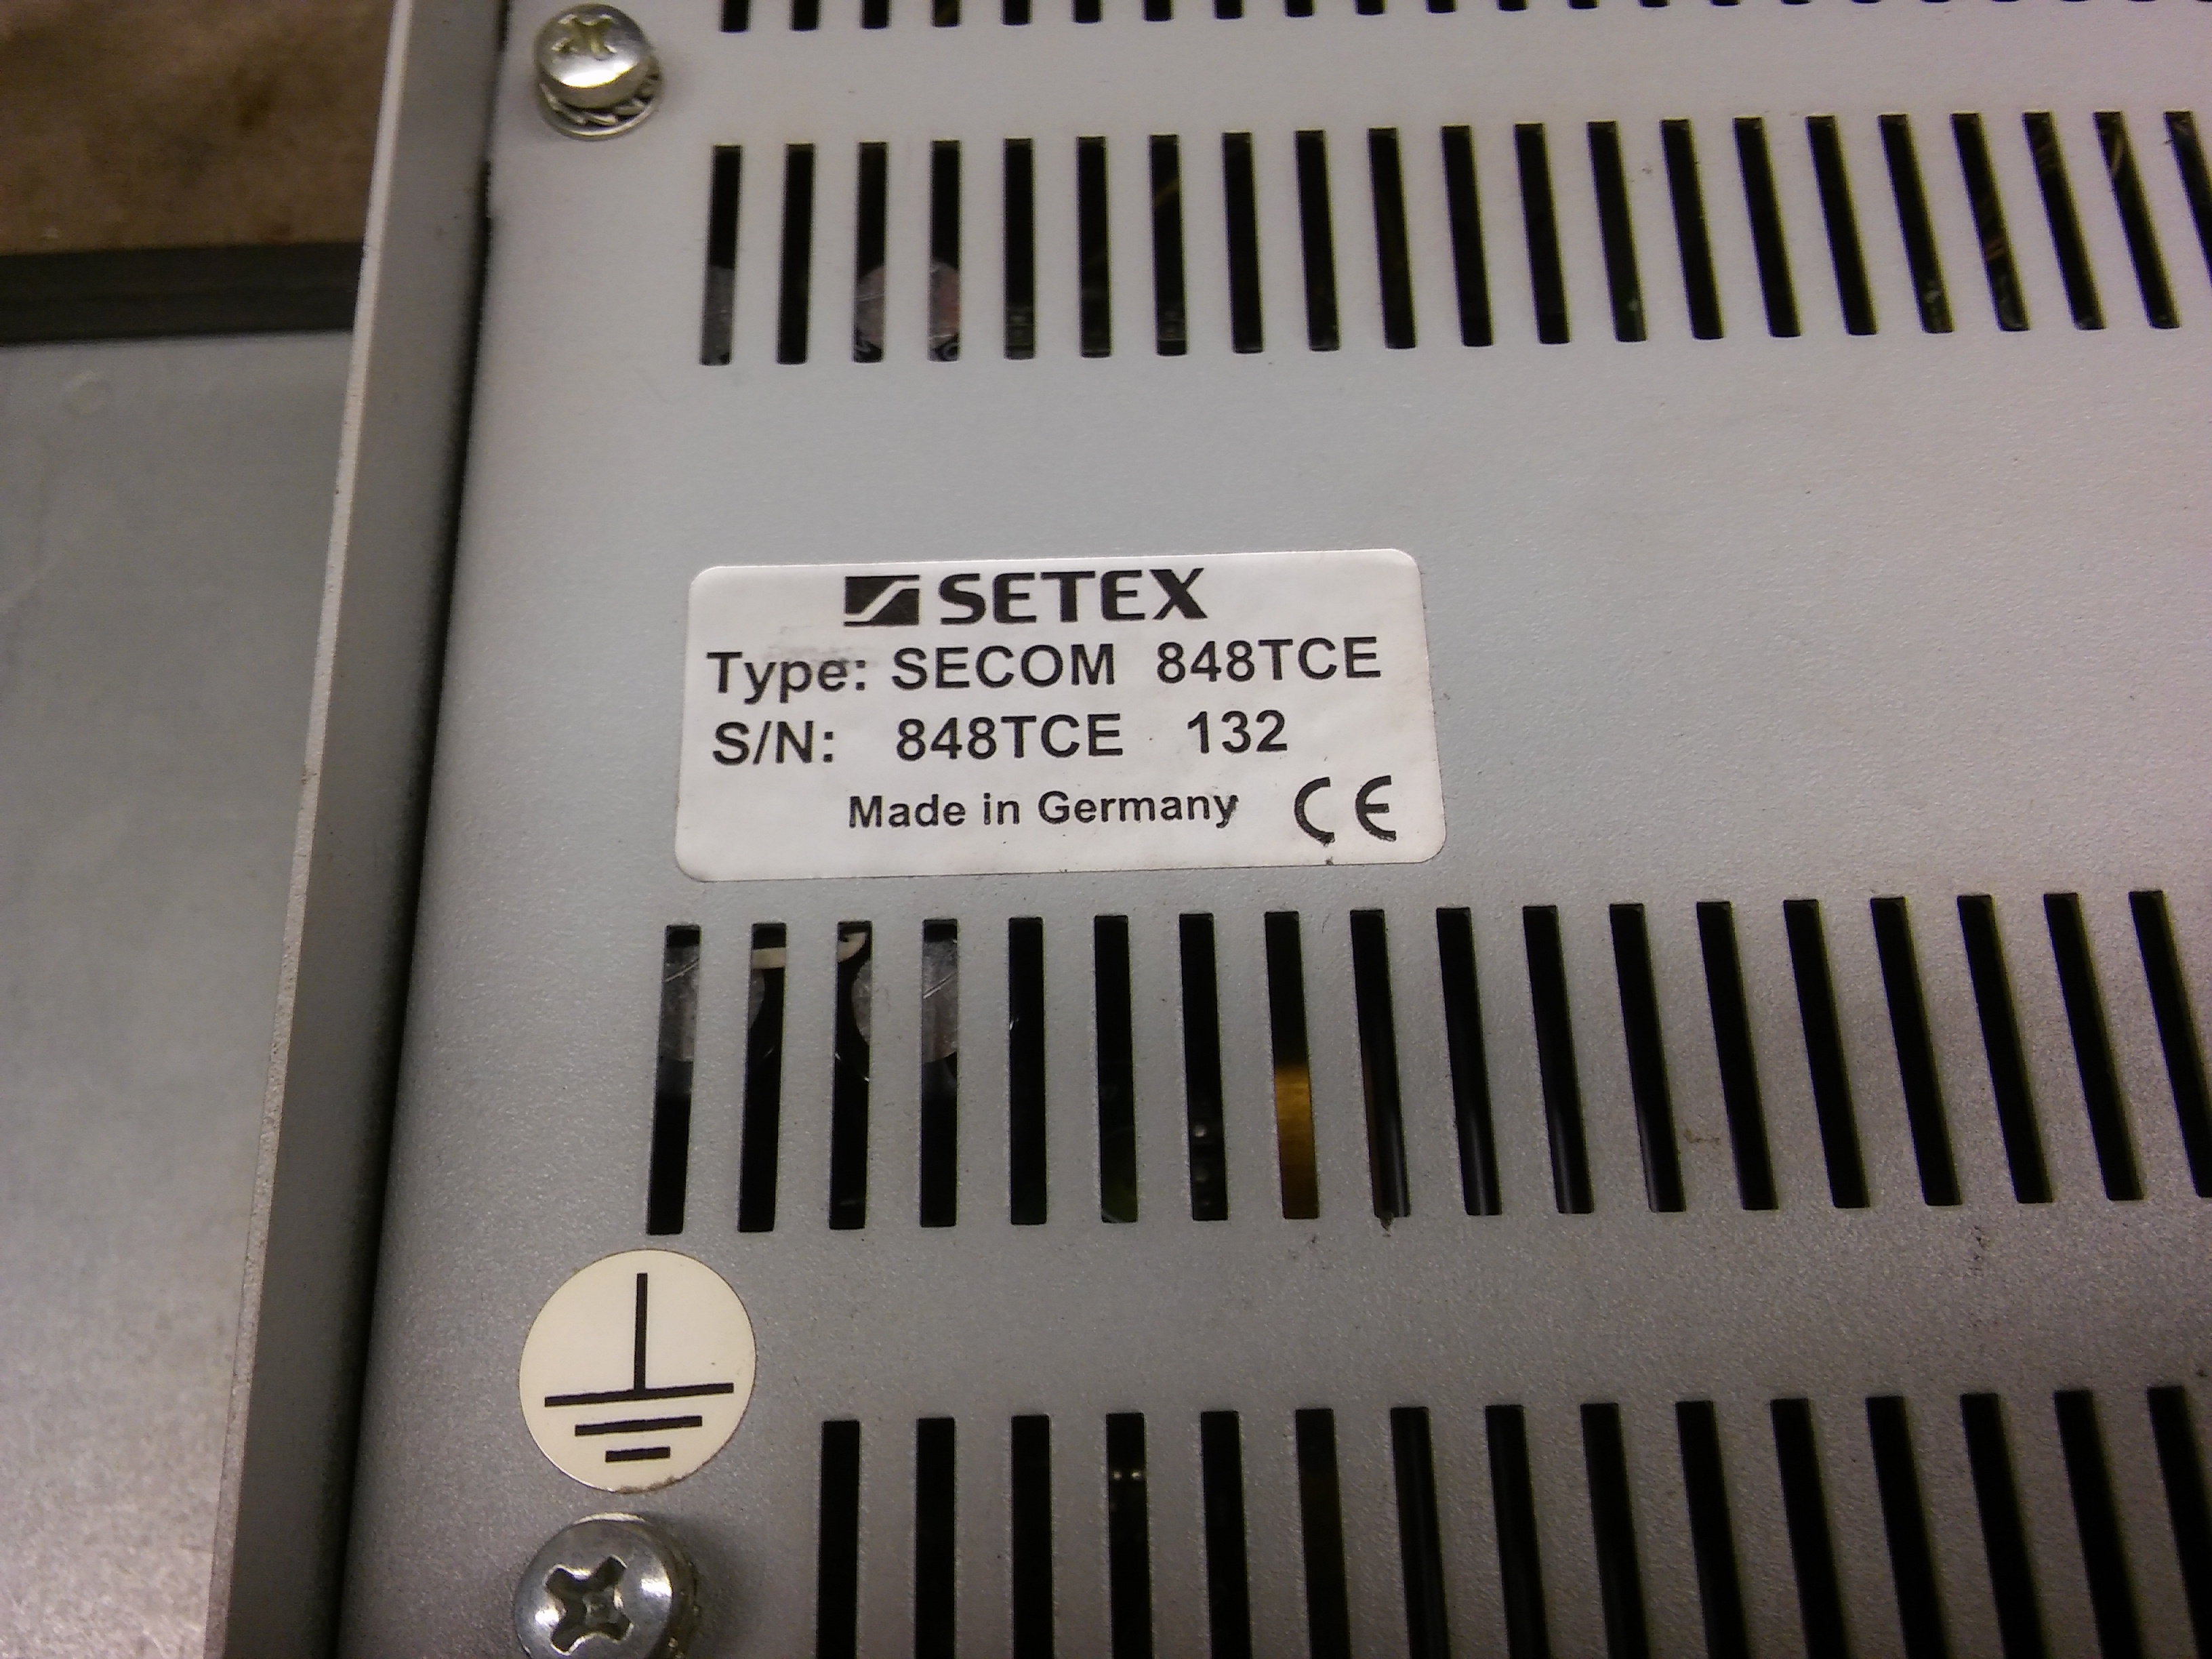 SETEX
Type: SECOM 848TCE
S/N: 848TCE 132
Made in Germany CE